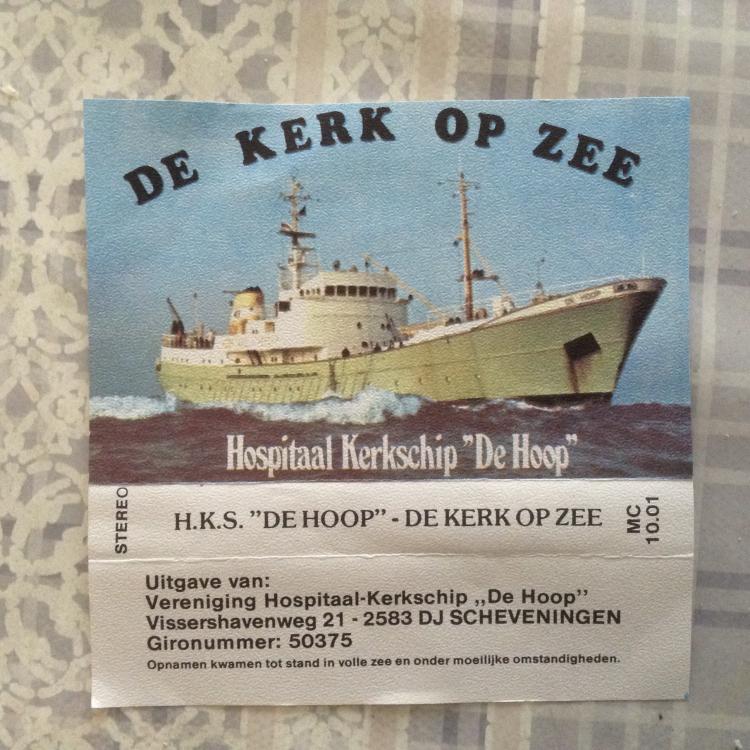 DE KERK OP ZEE
DE HOOP
Hospitaal Kerkschip "De Hoop"
STEREO
H.K.S. "DE HOOP" - DE KERK OP ZEE
MC
10.01
Uitgave van:
Vereniging Hospitaal-Kerkschip ,,De Hoop''
Vissershavenweg 21 - 2583 DJ SCHEVENINGEN
Gironummer: 50375
Opnamen kwamen tot stand in volle zee en onder moeilijke omstandigheden.